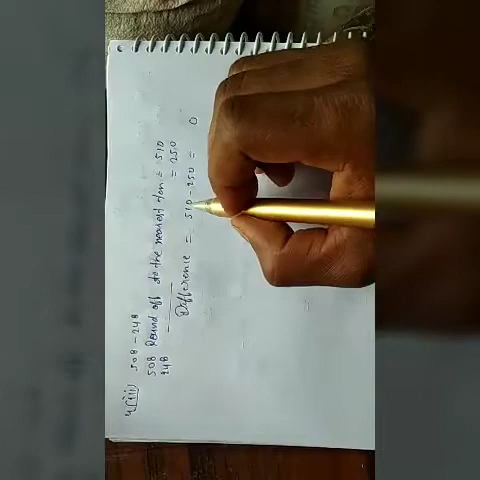 4(iii) 508 - 248
508 Round off to the nearest ten = 510
248 - = 250
Difference = 510 - 250 = 0